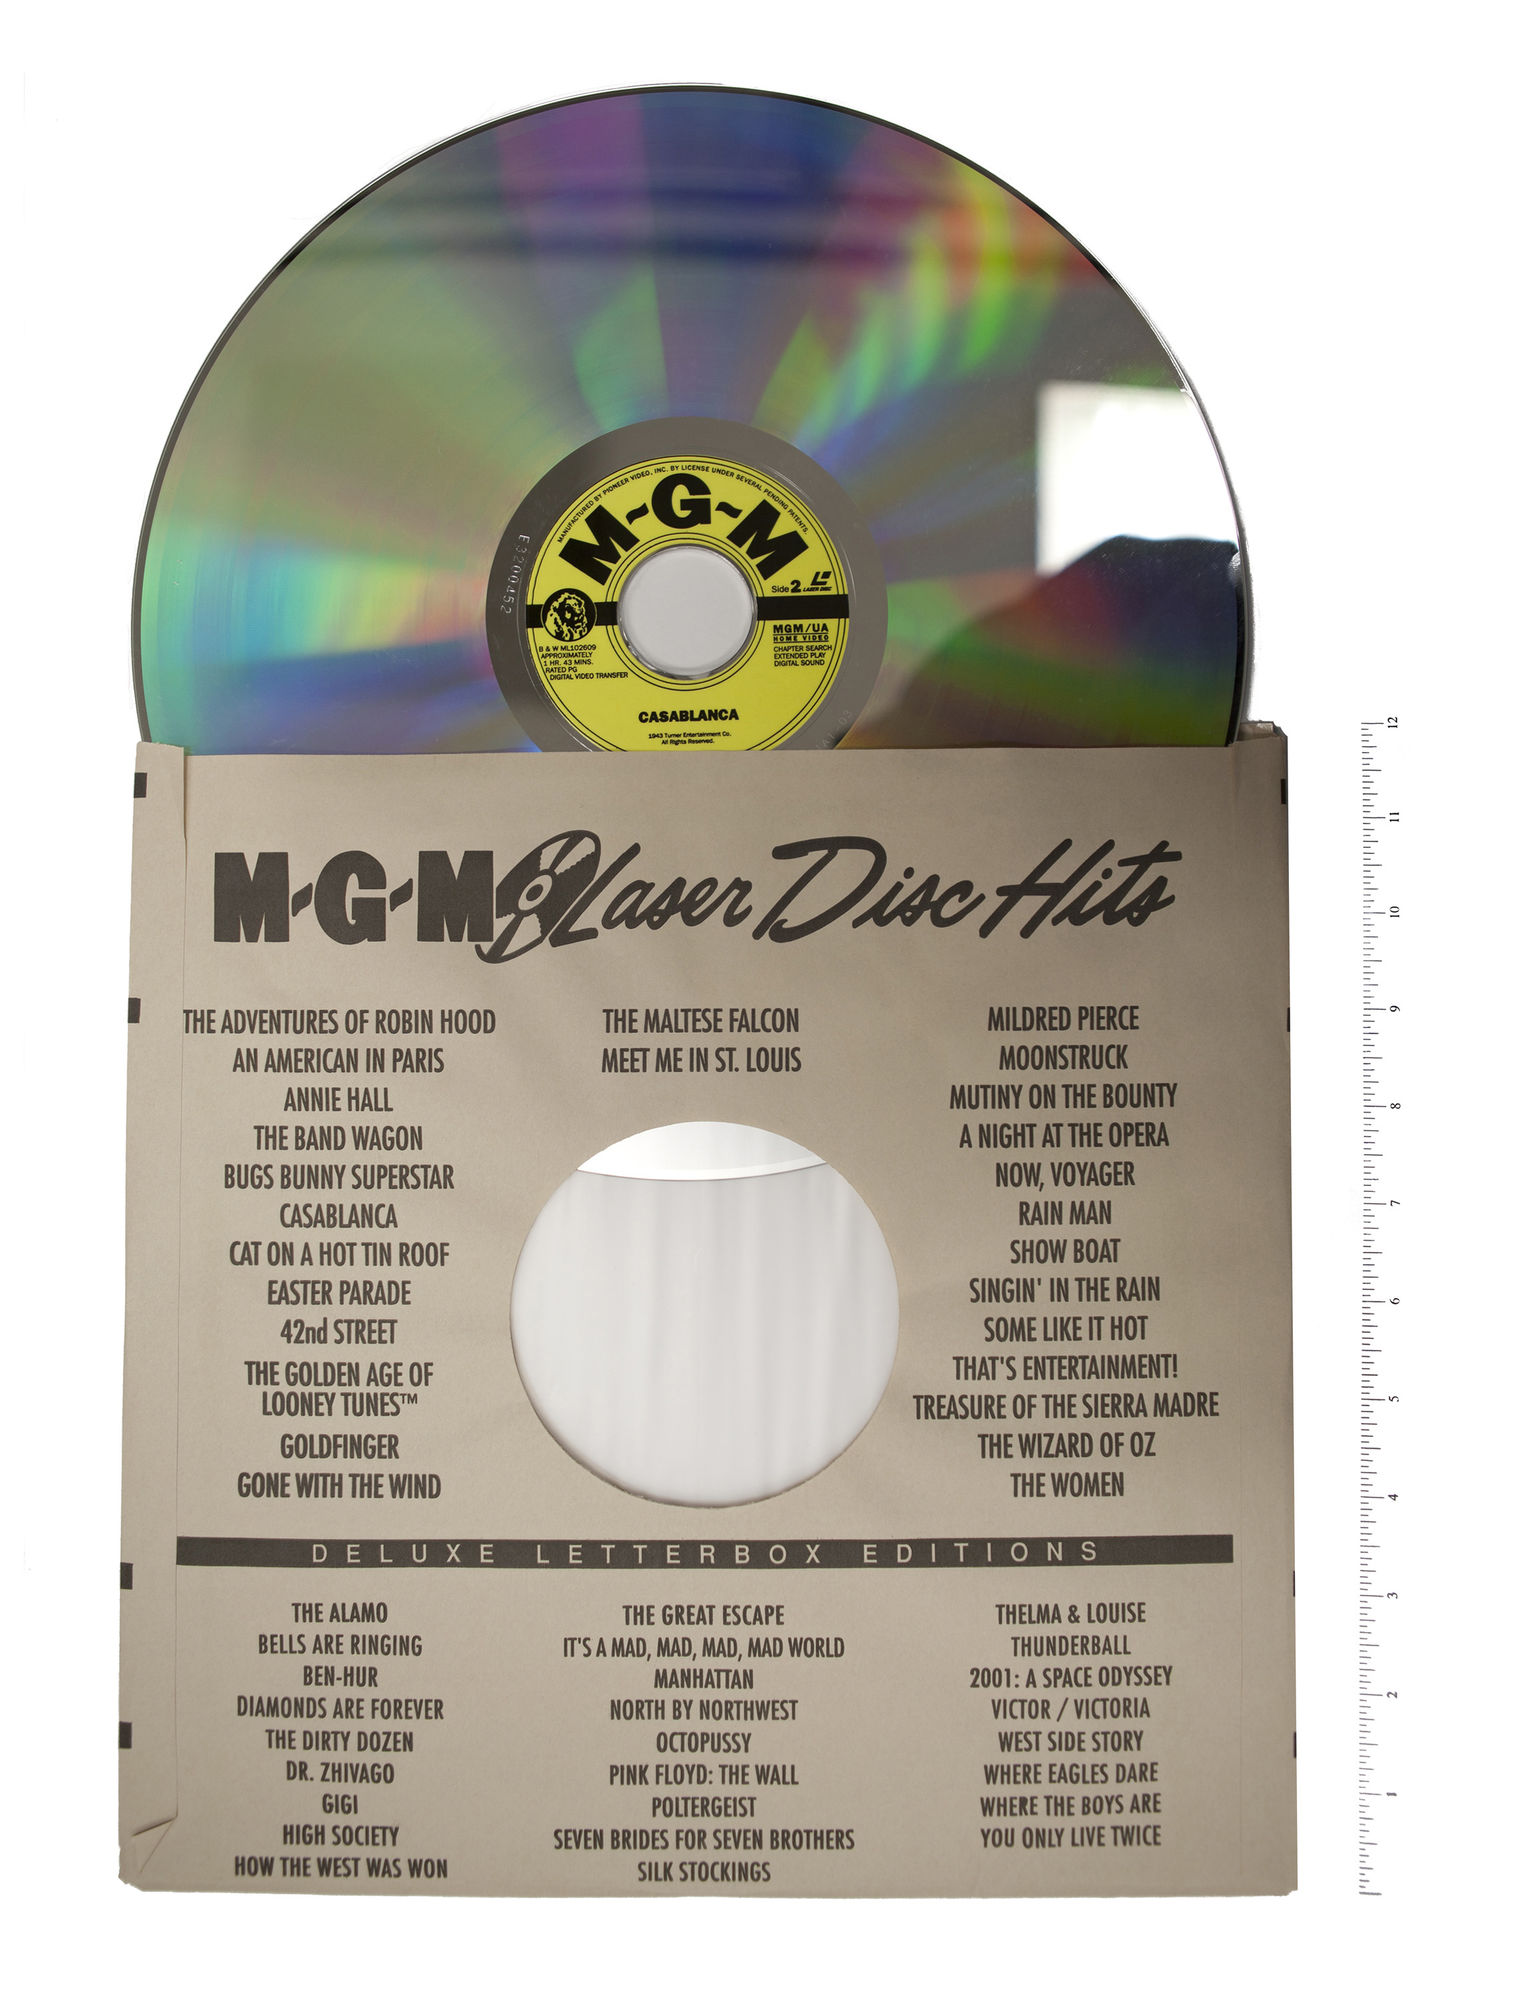 MANUFACTURED BY PIONEER VIDEO, INC. BY LICENSE UNDER SEVERAL PENDING PATENTS.
M-G-M
Side 2 LASER DISC
MGM/UA
HOME VIDEO
CHAPTER SEARCH
EXTENDED PLAY
DIGITAL SOUND
B & W ML102609
APPROXIMATELY
1 HR. 43 MINS.
RATED PG
DIGITAL VIDEO TRANSFER
CASABLANCA
1943 Turner Entertainment Co.
All Rights Reserved.
M-G-M Laser Disc Hits
THE ADVENTURES OF ROBIN HOOD
AN AMERICAN IN PARIS
ANNIE HALL
THE BAND WAGON
BUGS BUNNY SUPERSTAR
CASABLANCA
CAT ON A HOT TIN ROOF
EASTER PARADE
42nd STREET
THE GOLDEN AGE OF
LOONEY TUNES™
GOLDFINGER
GONE WITH THE WIND
THE MALTESE FALCON
MEET ME IN ST. LOUIS
MILDRED PIERCE
MOONSTRUCK
MUTINY ON THE BOUNTY
A NIGHT AT THE OPERA
NOW, VOYAGER
RAIN MAN
SHOW BOAT
SINGIN' IN THE RAIN
SOME LIKE IT HOT
THAT'S ENTERTAINMENT!
TREASURE OF THE SIERRA MADRE
THE WIZARD OF OZ
THE WOMEN
DELUXE LETTERBOX EDITIONS
THE ALAMO
BELLS ARE RINGING
BEN-HUR
DIAMONDS ARE FOREVER
THE DIRTY DOZEN
DR. ZHIVAGO
GIGI
HIGH SOCIETY
HOW THE WEST WAS WON
THE GREAT ESCAPE
IT'S A MAD, MAD, MAD, MAD WORLD
MANHATTAN
NORTH BY NORTHWEST
OCTOPUSSY
PINK FLOYD: THE WALL
POLTERGEIST
SEVEN BRIDES FOR SEVEN BROTHERS
SILK STOCKINGS
THELMA & LOUISE
THUNDERBALL
2001: A SPACE ODYSSEY
VICTOR / VICTORIA
WEST SIDE STORY
WHERE EAGLES DARE
WHERE THE BOYS ARE
YOU ONLY LIVE TWICE
12
11
10
9
8
7
6
5
4
3
2
1